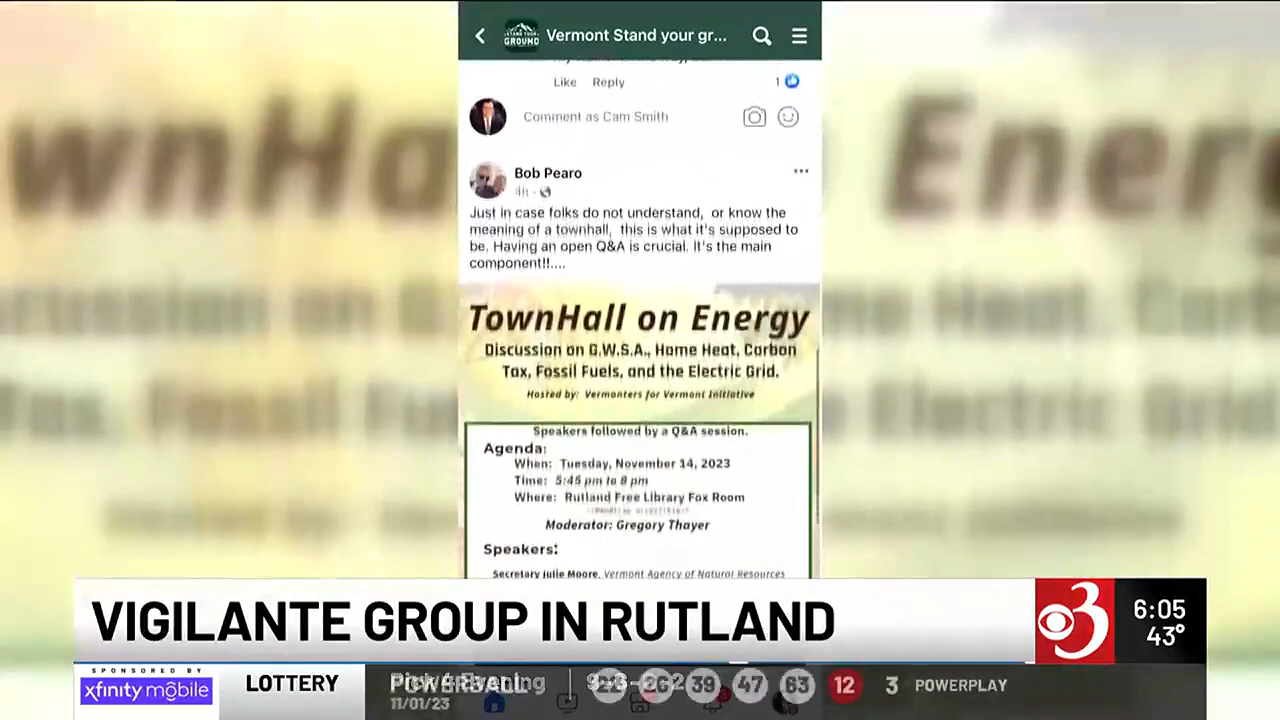 STAND YOUR
GROUND
Vermont Stand your gr...
Like Reply
1
Comment as Cam Smith
Bob Pearo
4h
Just in case folks do not understand, or know the
meaning of a townhall, this is what it's supposed to
be. Having an open Q&A is crucial. It's the main
component!!....
TownHall on Energy
Discussion on G.W.S.A., Home Heat, Carbon
Tax, Fossil Fuels, and the Electric Grid.
Hosted by: Vermonters for Vermont Initiative
Speakers followed by a Q&A session.
Agenda:
When: Tuesday, November 14, 2023
Time: 5:45 pm to 8 pm
Where: Rutland Free Library Fox Room
Moderator: Gregory Thayer
Speakers:
Secretary Julie Moore, Vermont Agency of Natural Resources
VIGILANTE GROUP IN RUTLAND
3
6:05
43°
SPONSORED BY
xfinity mobile
LOTTERY
POWERBALL
11/01/23
39 47 63 12 3 POWERPLAY